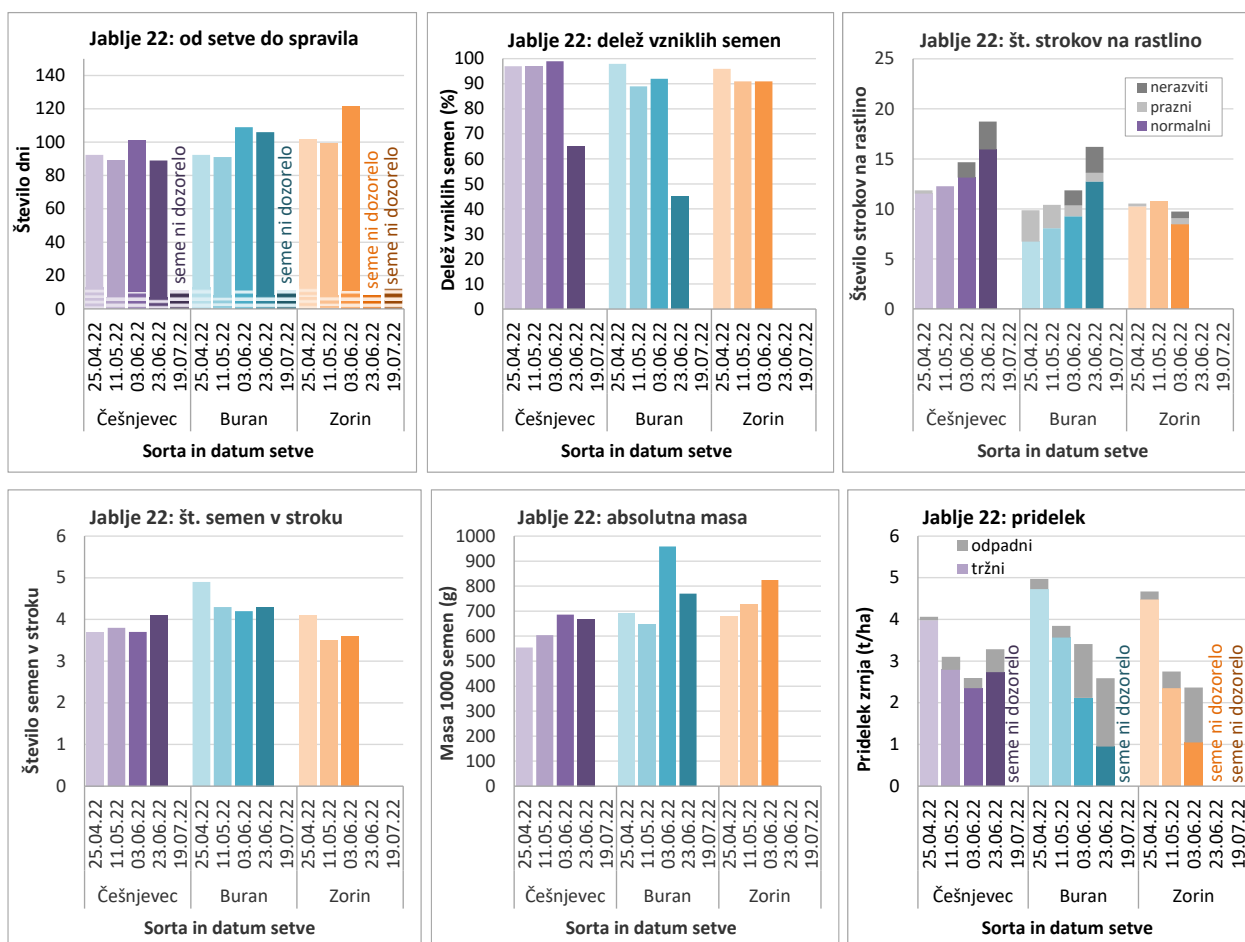 Jablje 22: od setve do spravila
Število dni
140
120
100
80
60
40
20
0
seme ni dozorelo
seme ni dozorelo
seme ni dozorelo
seme ni dozorelo
25.04.22 11.05.22 03.06.22 23.06.22 19.07.22 25.04.22 11.05.22 03.06.22 23.06.22 19.07.22 25.04.22 11.05.22 03.06.22 23.06.22 19.07.22
Češnjevec Buran Zorin
Sorta in datum setve
Jablje 22: delež vzniklih semen
Delež vzniklih semen (%)
100
90
80
70
60
50
40
30
20
10
0
25.04.22 11.05.22 03.06.22 23.06.22 19.07.22 25.04.22 11.05.22 03.06.22 23.06.22 19.07.22 25.04.22 11.05.22 03.06.22 23.06.22 19.07.22
Češnjevec Buran Zorin
Sorta in datum setve
Jablje 22: št. strokov na rastlino
Število strokov na rastlino
25
20
15
10
5
0
nerazviti
prazni
normalni
25.04.22 11.05.22 03.06.22 23.06.22 19.07.22 25.04.22 11.05.22 03.06.22 23.06.22 19.07.22 25.04.22 11.05.22 03.06.22 23.06.22 19.07.22
Češnjevec Buran Zorin
Sorta in datum setve
Jablje 22: št. semen v stroku
Število semen v stroku
6
5
4
3
2
1
0
25.04.22 11.05.22 03.06.22 23.06.22 19.07.22 25.04.22 11.05.22 03.06.22 23.06.22 19.07.22 25.04.22 11.05.22 03.06.22 23.06.22 19.07.22
Češnjevec Buran Zorin
Sorta in datum setve
Jablje 22: absolutna masa
Masa 1000 semen (g)
1000
900
800
700
600
500
400
300
200
100
0
25.04.22 11.05.22 03.06.22 23.06.22 19.07.22 25.04.22 11.05.22 03.06.22 23.06.22 19.07.22 25.04.22 11.05.22 03.06.22 23.06.22 19.07.22
Češnjevec Buran Zorin
Sorta in datum setve
Jablje 22: pridelek
Pridelek zrnja (t/ha)
6
5
4
3
2
1
0
odpadni
tržni
seme ni dozorelo
seme ni dozorelo
seme ni dozorelo
seme ni dozorelo
25.04.22 11.05.22 03.06.22 23.06.22 19.07.22 25.04.22 11.05.22 03.06.22 23.06.22 19.07.22 25.04.22 11.05.22 03.06.22 23.06.22 19.07.22
Češnjevec Buran Zorin
Sorta in datum setve